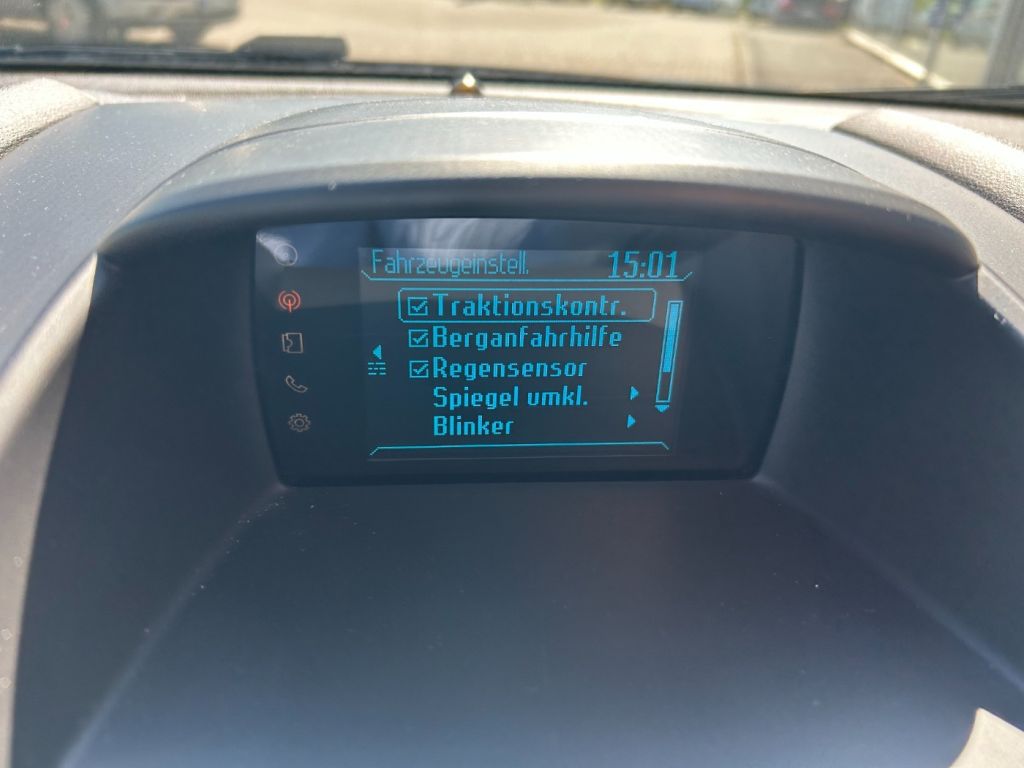 Fahrzeugeinstell. 15:01
Traktionskontr.
Berganfahrhilfe
Regensensor
Spiegel umkl.
Blinker